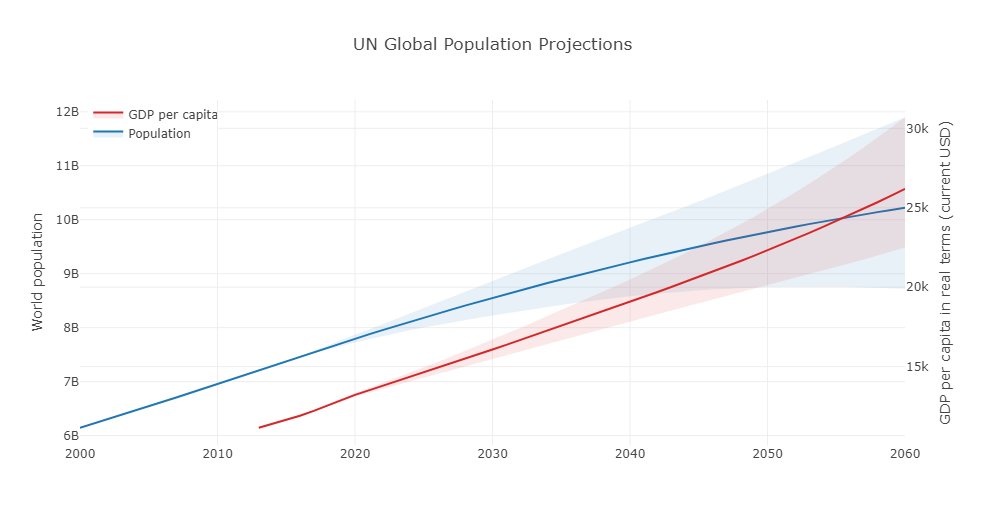 UN Global Population Projections
GDP per capita
Population
12B
11B
10B
9B
8B
7B
6B
World population
30k
25k
20k
15k
GDP per capita in real terms (current USD)
2000
2010
2020
2030
2040
2050
2060